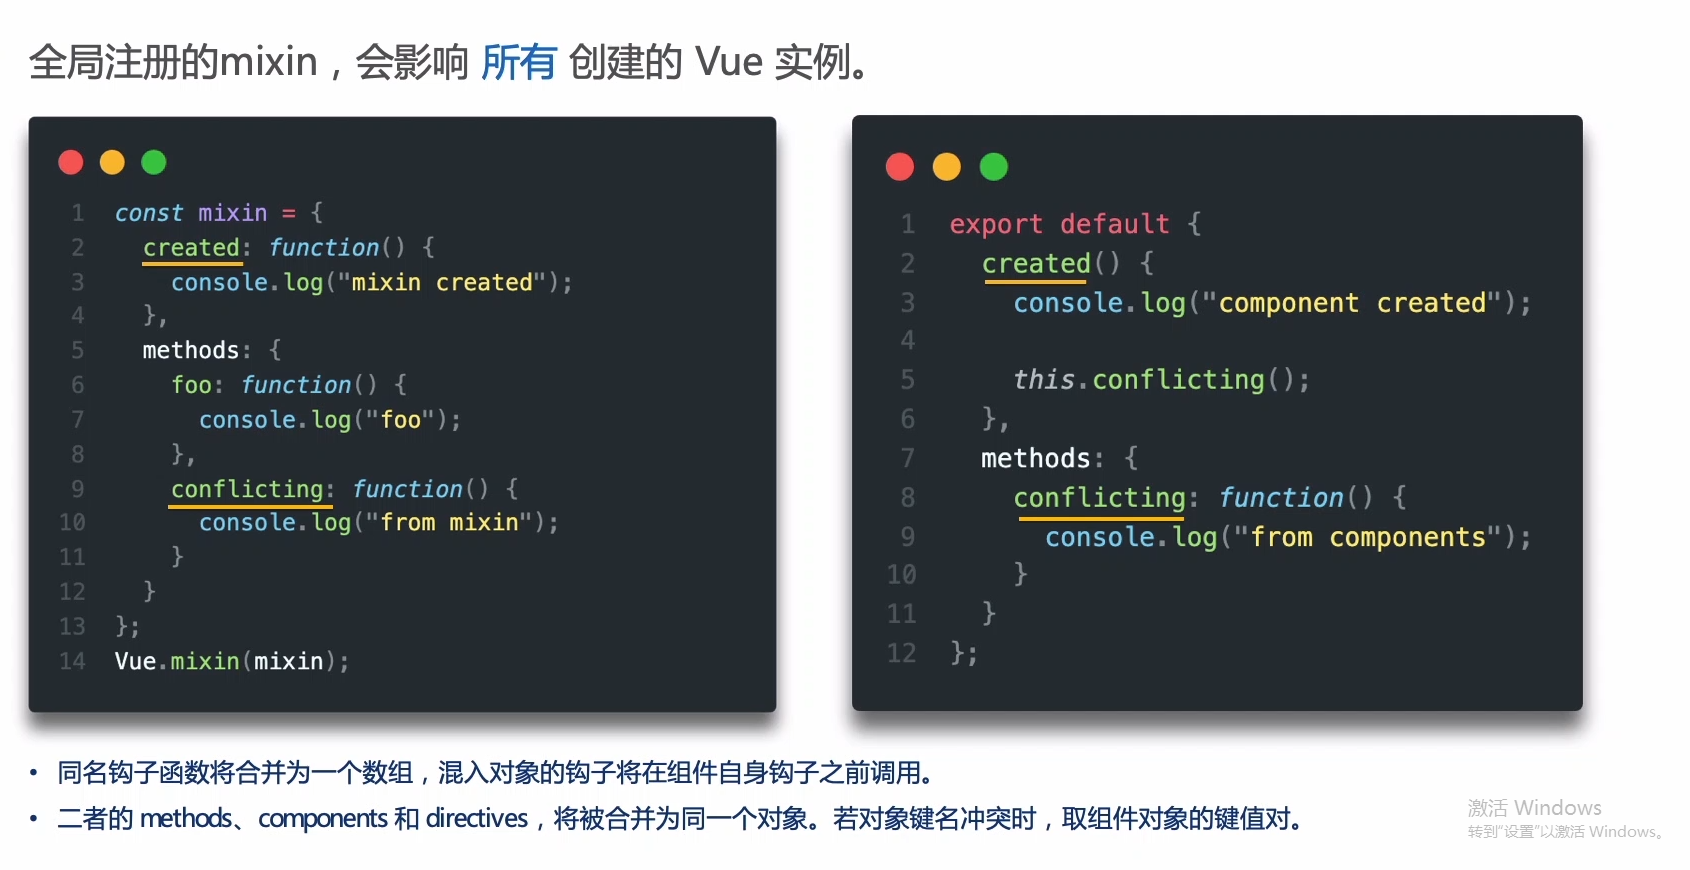 全局注册的mixin，会影响 所有 创建的 Vue 实例。
1 const mixin = {
2 created: function() {
3 console.log("mixin created");
4 },
5 methods: {
6 foo: function() {
7 console.log("foo");
8 },
9 conflicting: function() {
10 console.log("from mixin");
11 }
12 }
13 };
14 Vue.mixin(mixin);
1 export default {
2 created() {
3 console.log("component created");
4
5 this.conflicting();
6 },
7 methods: {
8 conflicting: function() {
9 console.log("from components");
10 }
11 }
12 };
• 同名钩子函数将合并为一个数组，混入对象的钩子将在组件自身钩子之前调用。
• 二者的 methods、components 和 directives，将被合并为同一个对象。若对象键名冲突时，取组件对象的键值对。
激活 Windows
转到“设置”以激活 Windows。